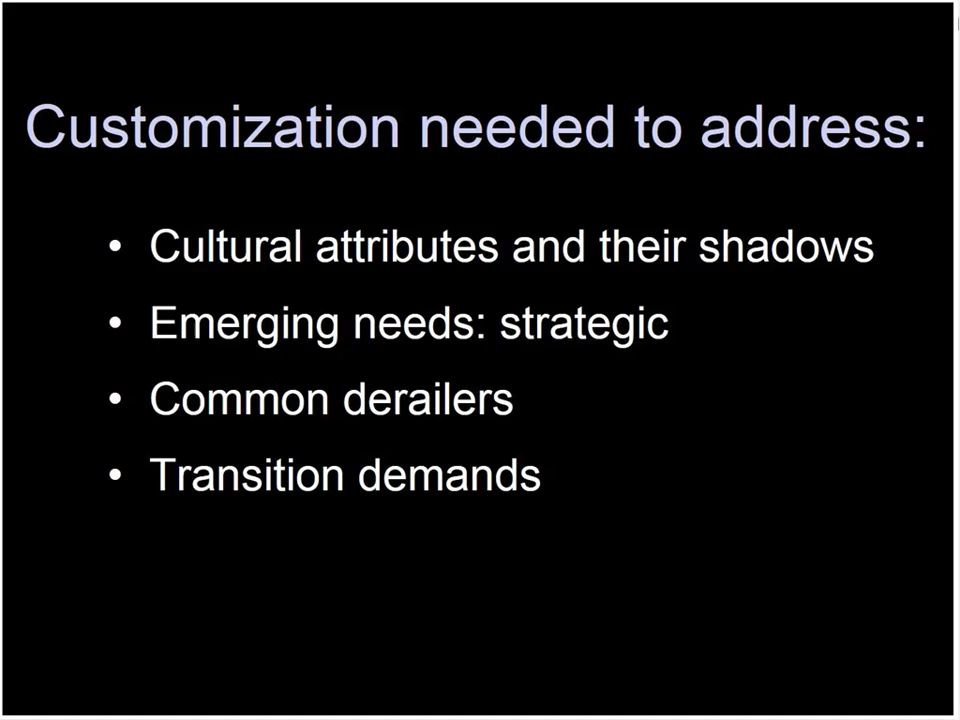 Customization needed to address:
• Cultural attributes and their shadows
• Emerging needs: strategic
• Common derailers
• Transition demands